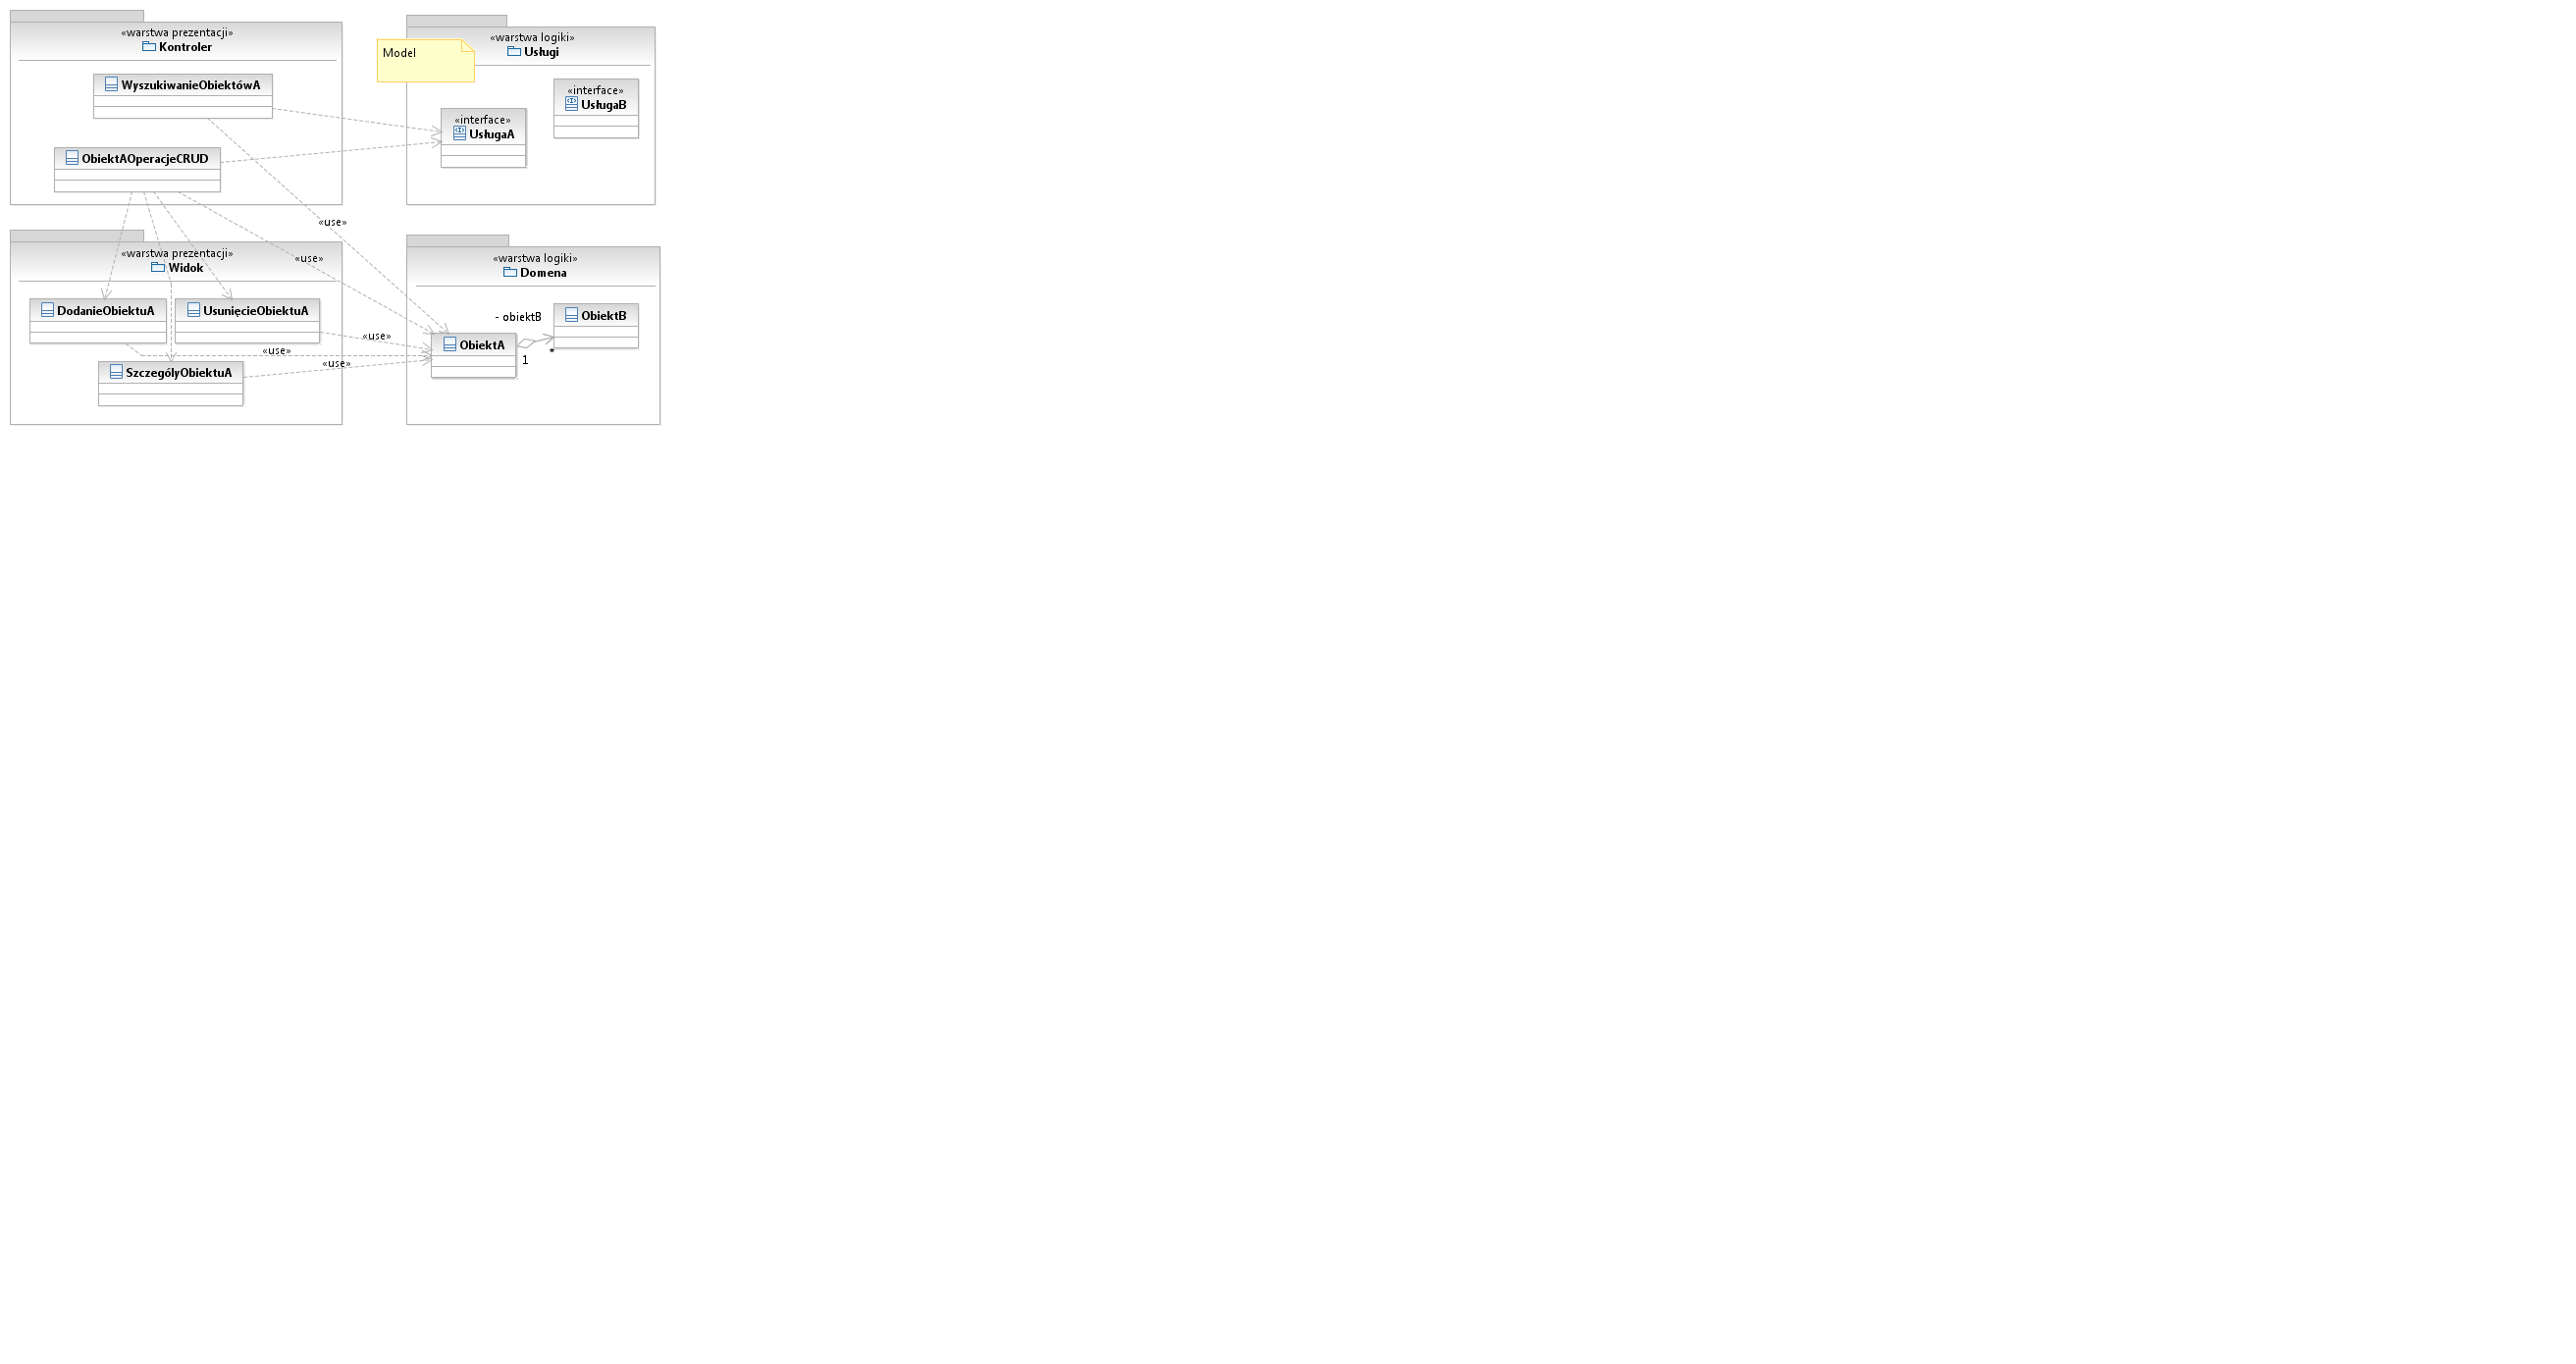 «warstwa prezentacji»
Kontroler
WyszukiwanieObiektówA
ObiektAOperacjeCRUD
Model
«warstwa logiki»
Usługi
«interface»
UsługaB
«interface»
UsługaA
«use»
«use»
«warstwa prezentacji»
Widok
DodanieObiektuA
UsunięcieObiektuA
SzczególyObiektuA
«use»
«use»
«use»
«warstwa logiki»
Domena
- obiektB
ObiektB
ObiektA
1
*